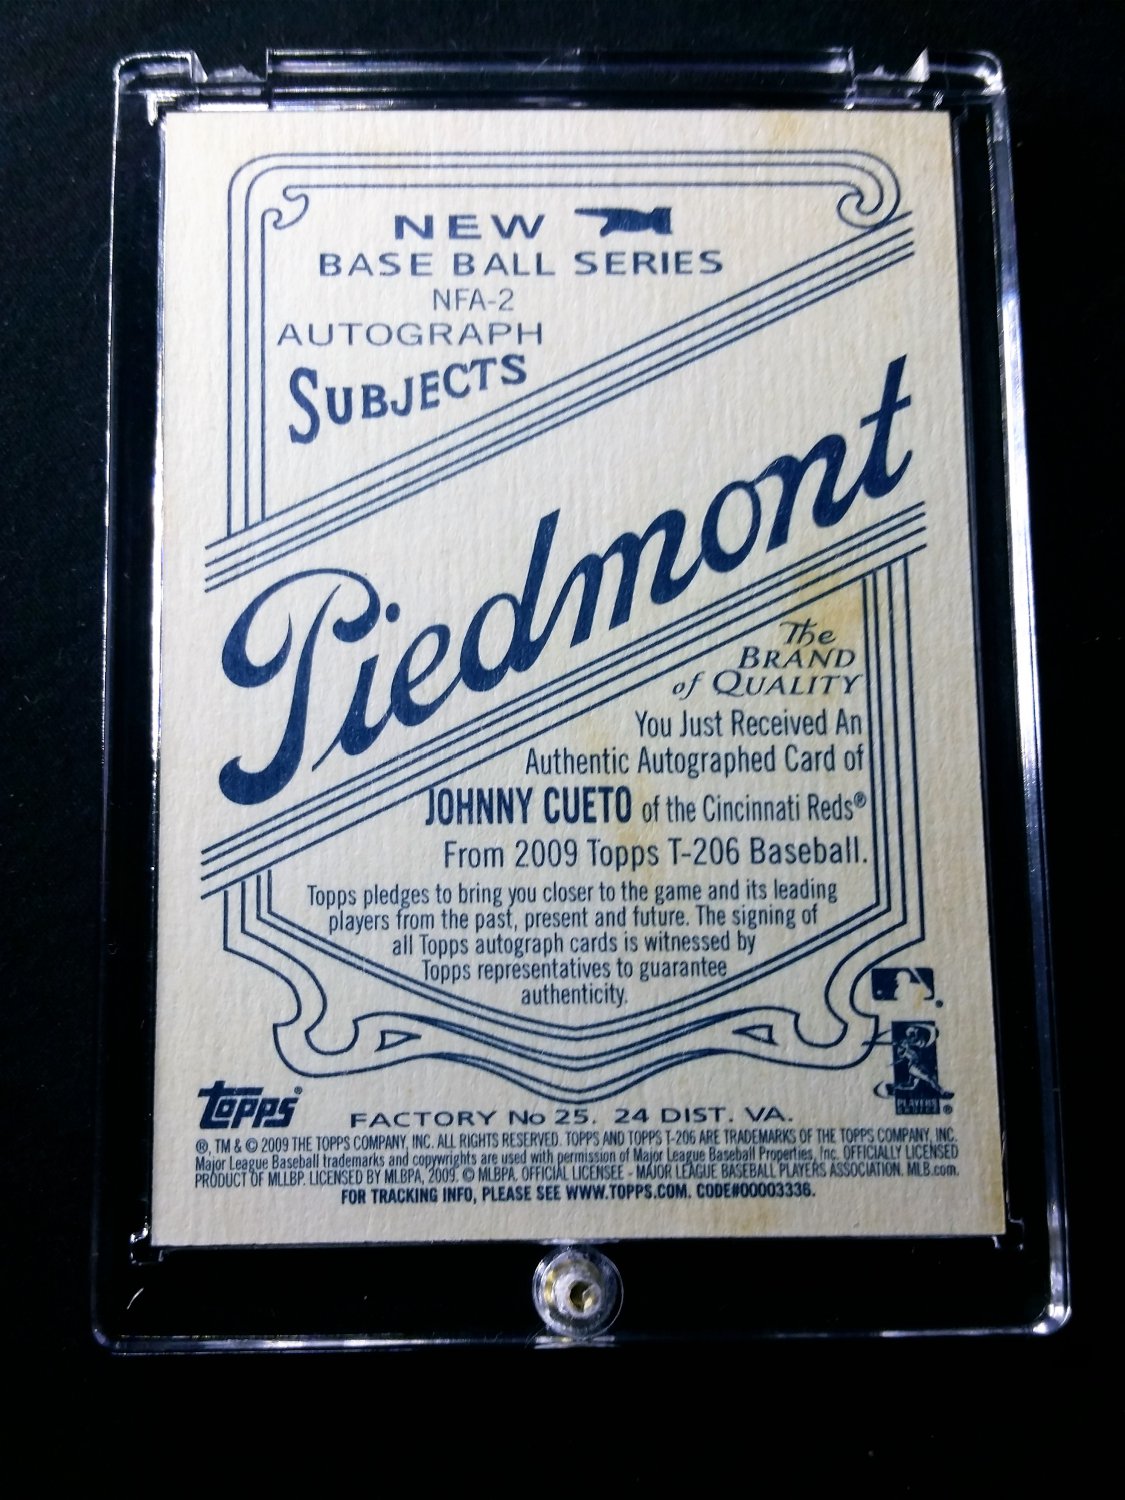 NEW
BASE BALL SERIES
NFA-2
AUTOGRAPH
SUBJECTS
Piedmont
The
BRAND
of QUALITY
You Just Received An
Authentic Autographed Card of
JOHNNY CUETO of the Cincinnati Reds®
From 2009 Topps T-206 Baseball.
Topps pledges to bring you closer to the game and its leading
players from the past, present and future. The signing of
all Topps autograph cards is witnessed by
Topps representatives to guarantee
authenticity.
PLAYERS
CHOICE ®
topps®
FACTORY No 25. 24 DIST. VA.
®, TM & © 2009 THE TOPPS COMPANY, INC. ALL RIGHTS RESERVED. TOPPS AND TOPPS T-206 ARE TRADEMARKS OF THE TOPPS COMPANY, INC.
Major League Baseball trademarks and copyrights are used with permission of Major League Baseball Properties, Inc. OFFICIALLY LICENSED
PRODUCT OF MLLBP. LICENSED BY MLBPA, 2009. © MLBPA, OFFICIAL LICENSEE - MAJOR LEAGUE BASEBALL PLAYERS ASSOCIATION. MLB.com.
FOR TRACKING INFO, PLEASE SEE WWW.TOPPS.COM. CODE#00003336.